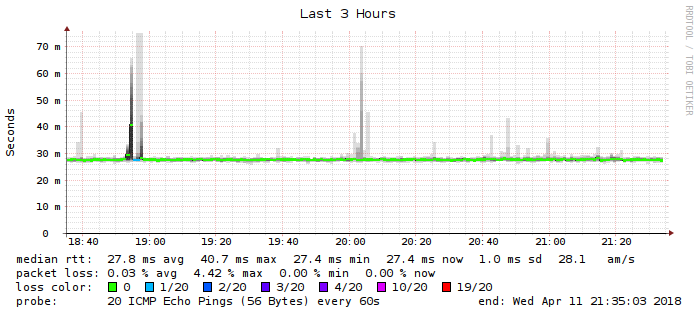 Last 3 Hours
RRDTOOL / TOBI OETIKER
Seconds
70 m
60 m
50 m
40 m
30 m
20 m
10 m
0
18:40 19:00 19:20 19:40 20:00 20:20 20:40 21:00 21:20
median rtt: 27.8 ms avg 40.7 ms max 27.4 ms min 27.4 ms now 1.0 ms sd 28.1 am/s
packet loss: 0.03 % avg 4.42 % max 0.00 % min 0.00 % now
loss color: 0 1/20 2/20 3/20 4/20 10/20 19/20
probe: 20 ICMP Echo Pings (56 Bytes) every 60s end: Wed Apr 11 21:35:03 2018